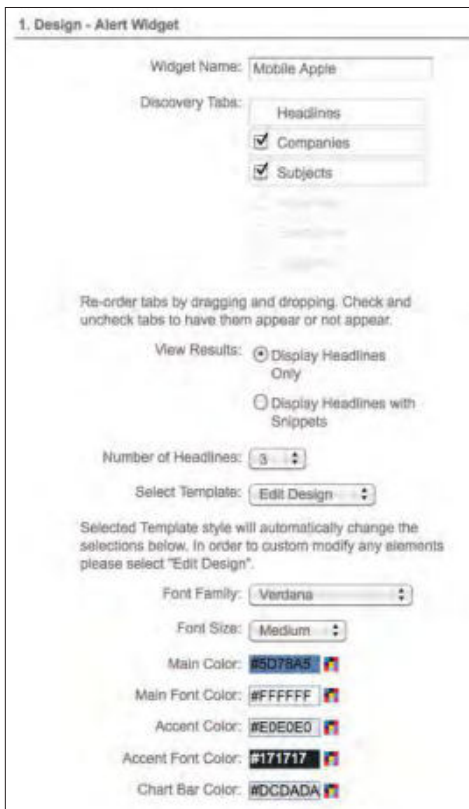 1. Design - Alert Widget
Widget Name: Mobile Apple
Discovery Tabs:
Headlines
Companies
Subjects
Re-order tabs by dragging and dropping. Check and
uncheck tabs to have them appear or not appear.
View Results:
Display Headlines
Only
Display Headlines with
Snippets
Number of Headlines: 3
Select Template: Edit Design
Selected Template style will automatically change the
selections below. In order to custom modify any elements
please select "Edit Design".
Font Family: Verdana
Font Size: Medium
Main Color: #5D78A5
Main Font Color: #FFFFFF
Accent Color: #E0E0E0
Accent Font Color: #171717
Chart Bar Color: #DCDADA